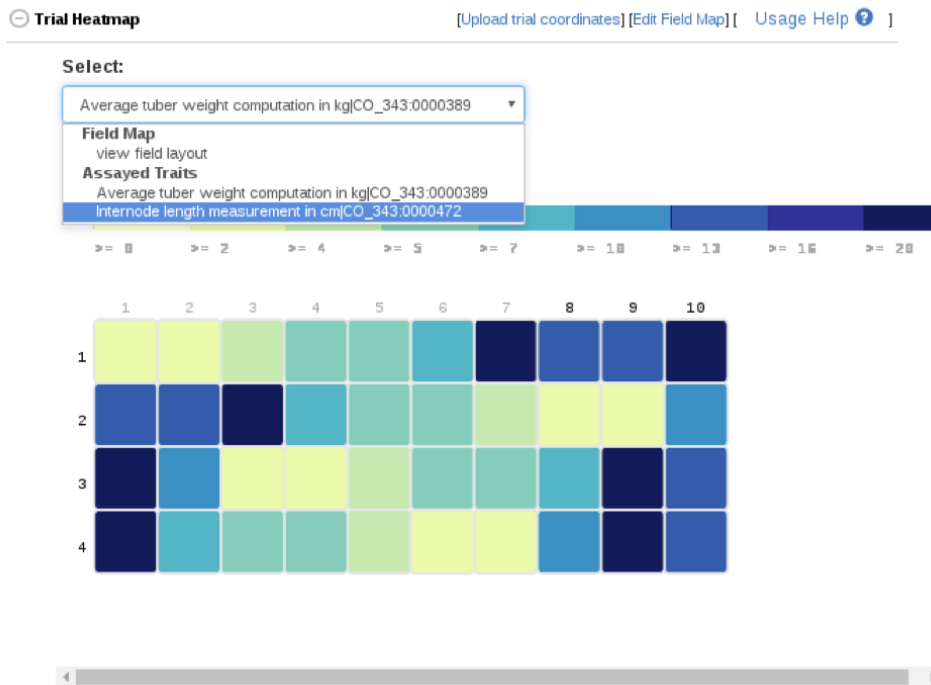 Trial Heatmap [Upload trial coordinates] [Edit Field Map] [ Usage Help ? ]
Select:
Average tuber weight computation in kg|CO_343:0000389
Field Map
view field layout
Assayed Traits
Average tuber weight computation in kg|CO_343:0000389
Internode length measurement in cm|CO_343:0000472
>= 0 >= 2 >= 4 >= 5 >= 7 >= 10 >= 13 >= 16 >= 20
1 2 3 4 5 6 7 8 9 10
1
2
3
4